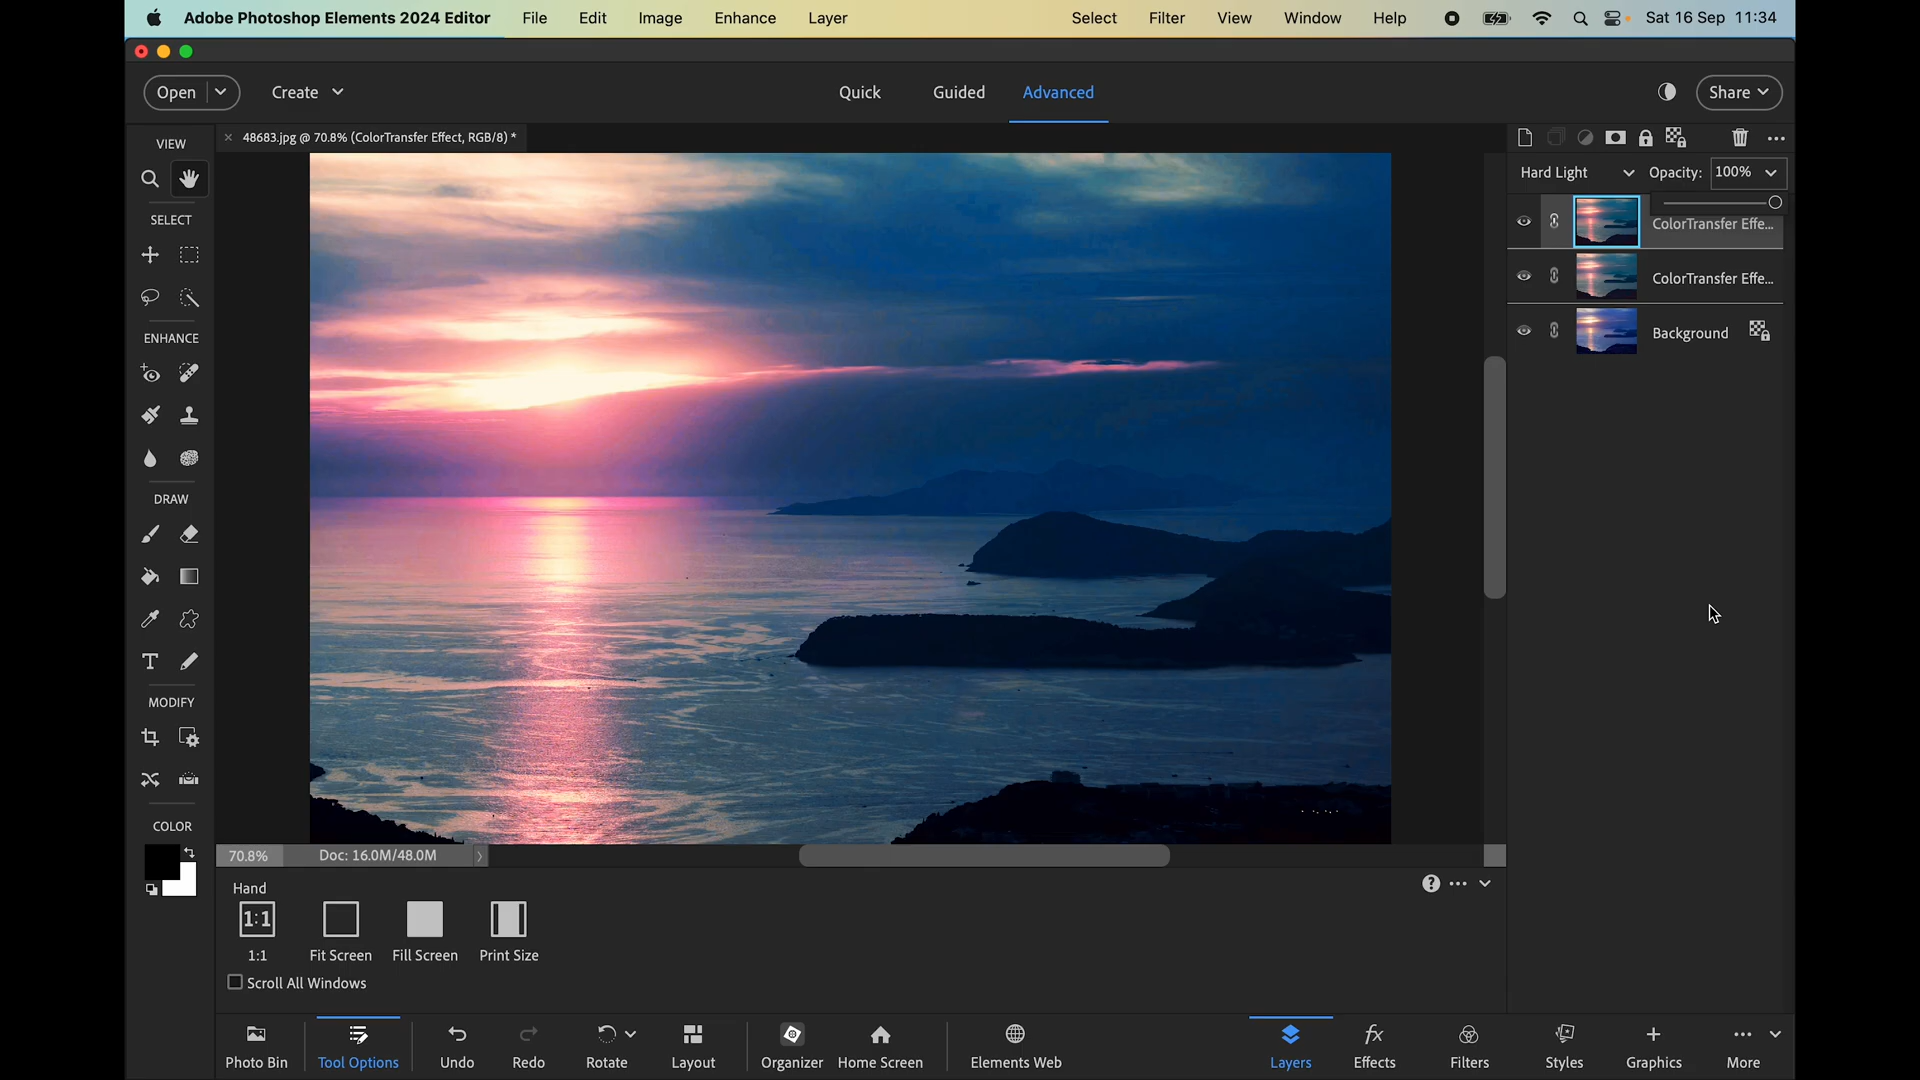 Adobe Photoshop Elements 2024 Editor File Edit Image Enhance Layer Select Filter View Window Help Sat 16 Sep 11:34
Open Create Quick Guided Advanced Share
VIEW
48683.jpg @ 70.8% (ColorTransfer Effect, RGB/8) *
Hard Light Opacity: 100%
SELECT
ColorTransfer Effe...
ColorTransfer Effe...
Background
ENHANCE
DRAW
MODIFY
COLOR
70.8% Doc: 16.0M/48.0M
Hand
1:1
1:1 Fit Screen Fill Screen Print Size
Scroll All Windows
Photo Bin Tool Options Undo Redo Rotate Layout Organizer Home Screen Elements Web Layers Effects Filters Styles Graphics More